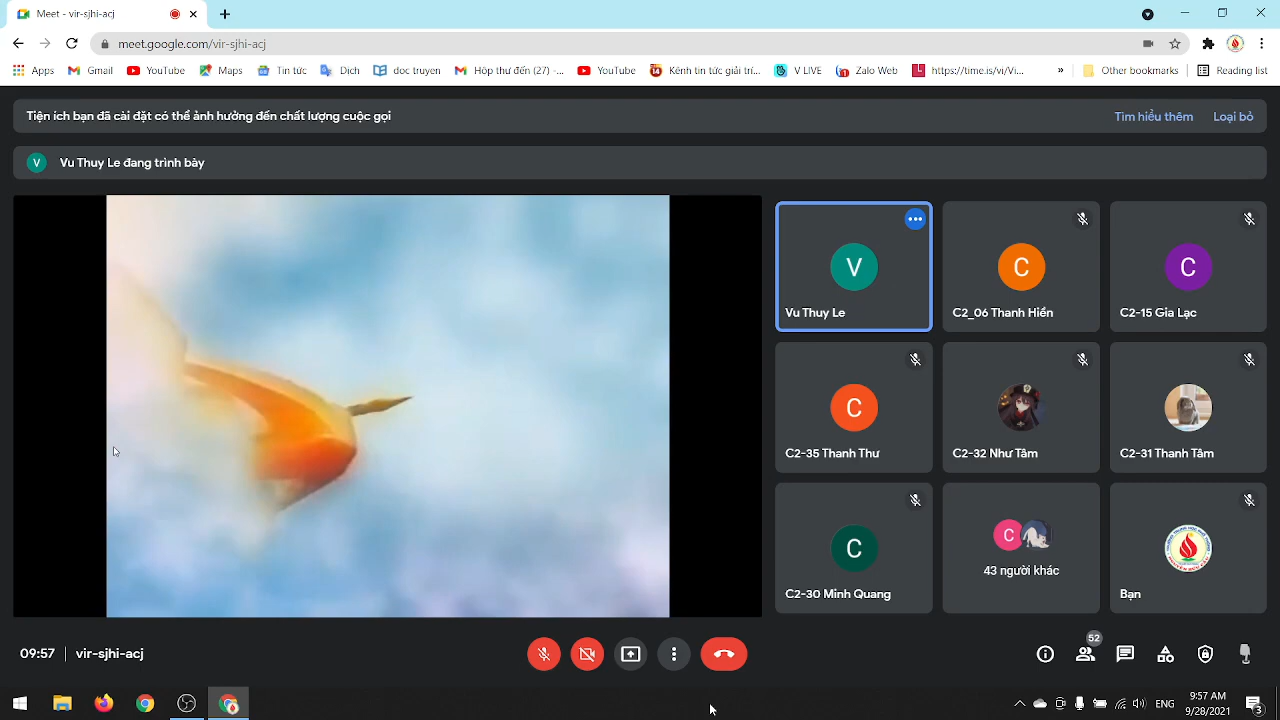 Meet - vir-sjhi-acj
meet.google.com/vir-sjhi-acj
Apps
Gmail
YouTube
Maps
Tin tức
Dịch
doc truyen
Hộp thư đến (27) -...
YouTube
Kênh tin tức giải trí...
V LIVE
Zalo Web
https://time.is/vi/Vi...
»
Other bookmarks
Reading list
Tiện ích bạn đã cài đặt có thể ảnh hưởng đến chất lượng cuộc gọi
Tìm hiểu thêm
Loại bỏ
V
Vu Thuy Le đang trình bày
V
Vu Thuy Le
C
C2_06 Thanh Hiền
C
C2-15 Gia Lạc
C
C2-35 Thanh Thư
C2-32 Như Tâm
C2-31 Thanh Tâm
C
C2-30 Minh Quang
C
43 người khác
Bạn
09:57
vir-sjhi-acj
52
ENG
9:57 AM
9/28/2021
3